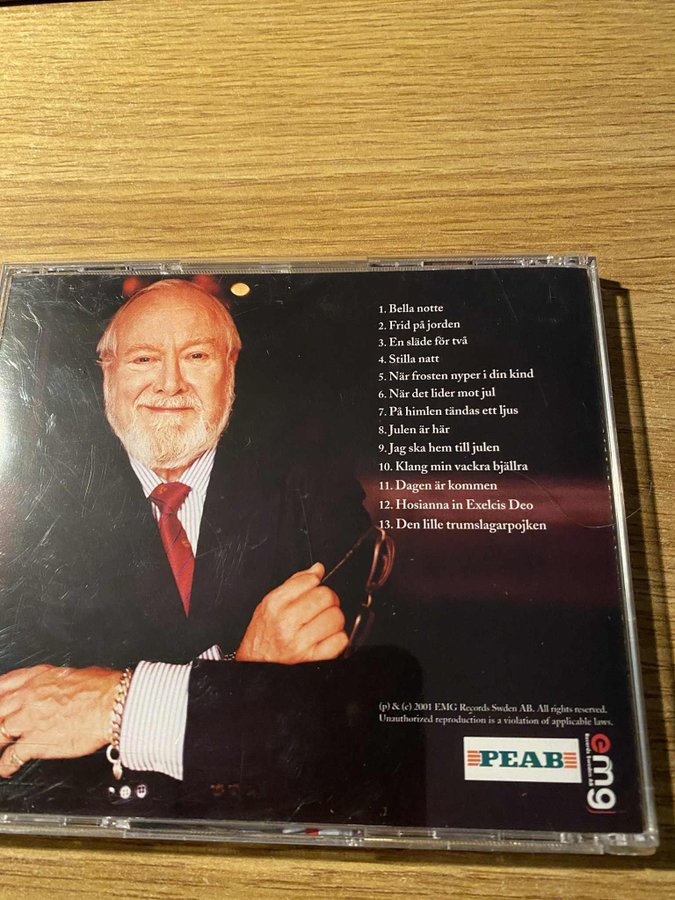 1. Bella notte
2. Frid på jorden
3. En släde för två
4. Stilla natt
5. När frosten nyper i din kind
6. När det lider mot jul
7. På himlen tändas ett ljus
8. Julen är här
9. Jag ska hem till julen
10. Klang min vackra bjällra
11. Dagen är kommen
12. Hosianna in Exelcis Deo
13. Den lille trumslagarpojken
(p) & (c) 2001 EMG Records Swden AB. All rights reserved.
Unauthorized reproduction is a violation of applicable laws.
PEAB
emg
Records Sweden AB